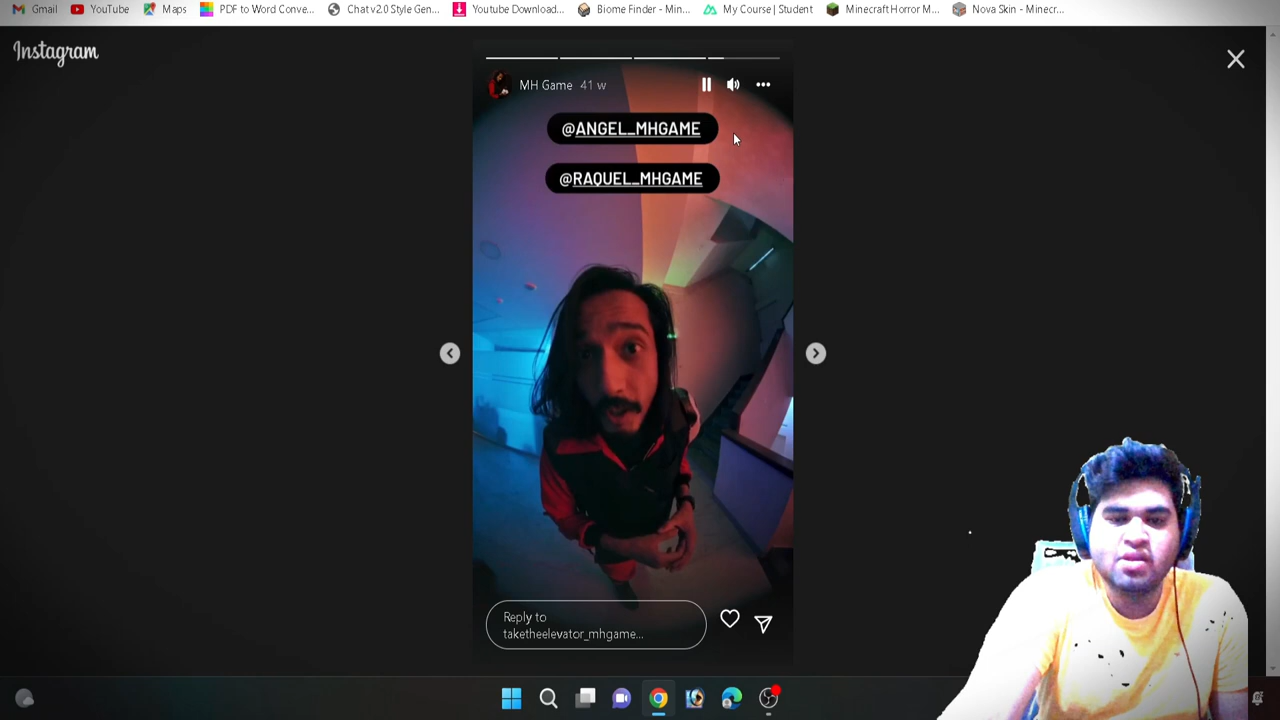 Gmail YouTube Maps PDF to Word Conve... Chat v2.0 Style Gen... Youtube Download... Biome Finder - Min... My Course | Student Minecraft Horror M... Nova Skin - Minecr...
Instagram
MH Game 41 w
@ANGEL_MHGAME
@RAQUEL_MHGAME
Reply to
taketheelevator_mhgame...